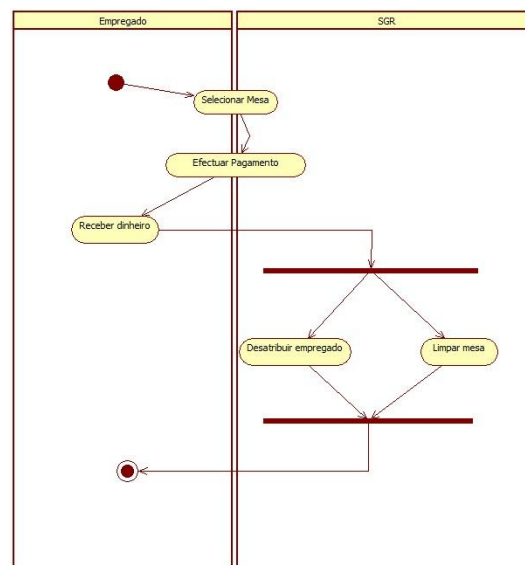 Empregado
SGR
Selecionar Mesa
Efectuar Pagamento
Receber dinheiro
Desatribuir empregado
Limpar mesa